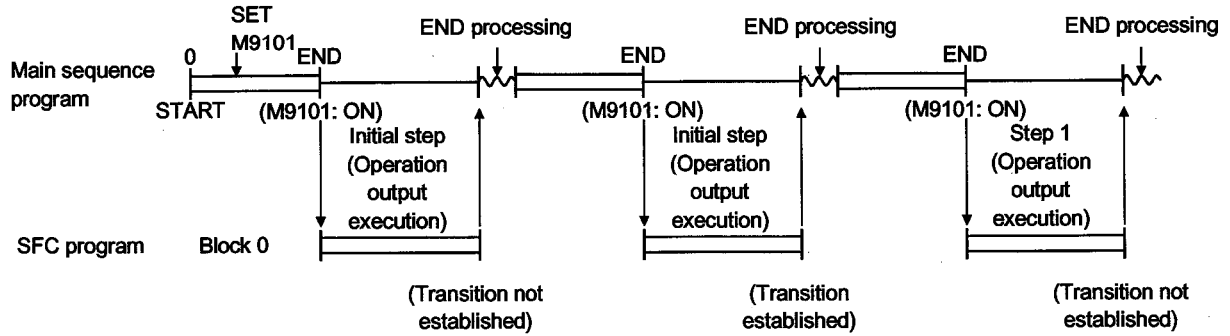 SET
M9101
END processing
END processing
END processing
0
END
END
END
Main sequence
program
START
(M9101: ON)
(M9101: ON)
(M9101: ON)
Initial step
(Operation
output
execution)
Initial step
(Operation
output
execution)
Step 1
(Operation
output
execution)
SFC program
Block 0
(Transition not
established)
(Transition
established)
(Transition not
established)